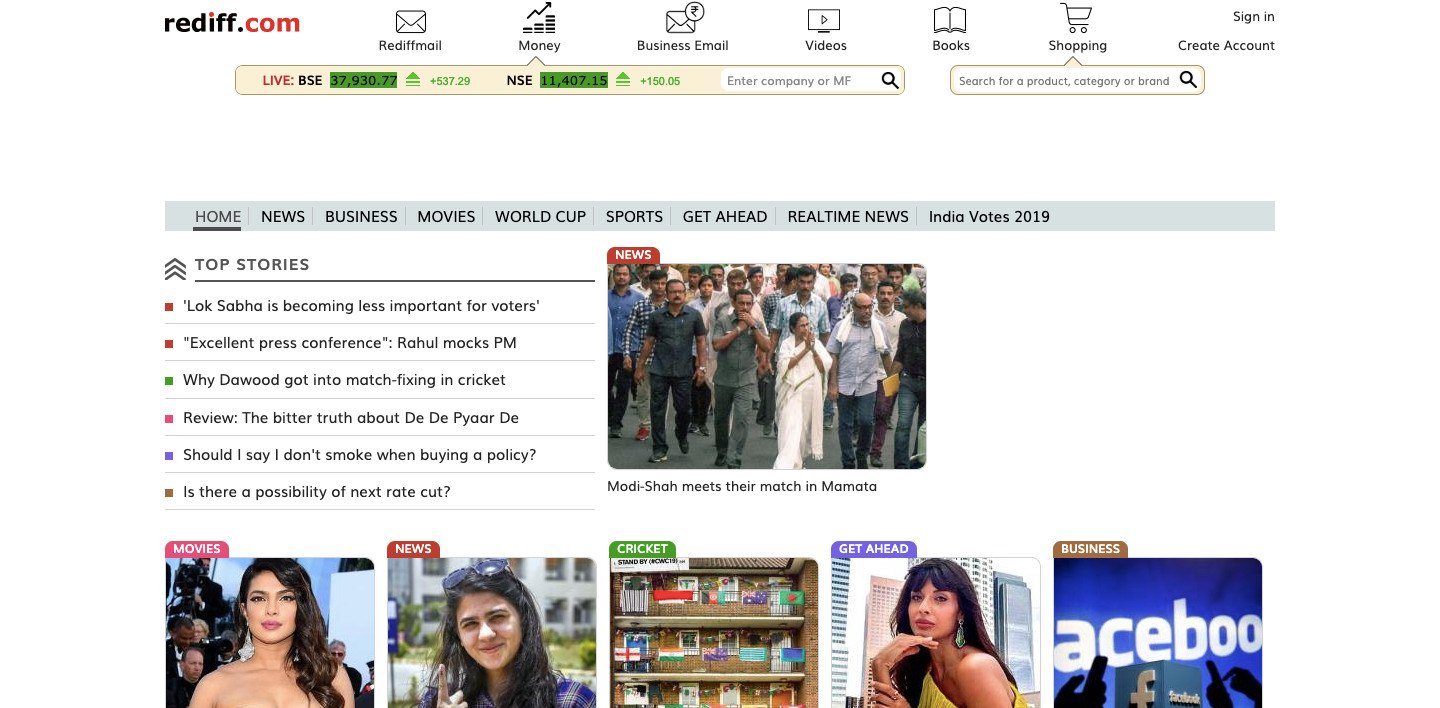 rediff.com
Rediffmail
Money
Business Email
Videos
Books
Shopping
Sign in
Create Account
LIVE: BSE 37,930.77 +537.29 NSE 11,407.15 +150.05 Enter company or MF
Search for a product, category or brand
HOME NEWS BUSINESS MOVIES WORLD CUP SPORTS GET AHEAD REALTIME NEWS India Votes 2019
TOP STORIES
'Lok Sabha is becoming less important for voters'
"Excellent press conference": Rahul mocks PM
Why Dawood got into match-fixing in cricket
Review: The bitter truth about De De Pyaar De
Should I say I don't smoke when buying a policy?
Is there a possibility of next rate cut?
NEWS
Modi-Shah meets their match in Mamata
MOVIES
NEWS
CRICKET
STAND BY (#CWC19)
GET AHEAD
BUSINESS
aceboo
f
facebook